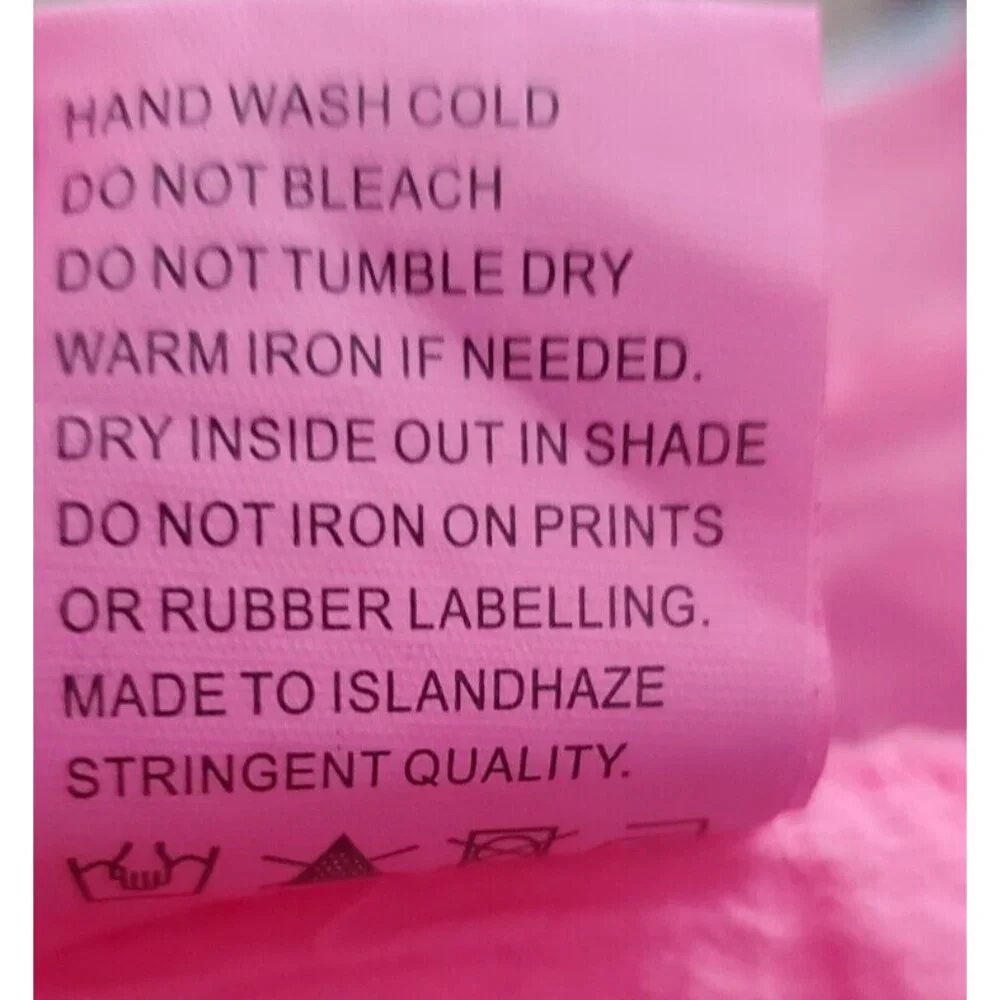 HAND WASH COLD
DO NOT BLEACH
DO NOT TUMBLE DRY
WARM IRON IF NEEDED.
DRY INSIDE OUT IN SHADE
DO NOT IRON ON PRINTS
OR RUBBER LABELLING.
MADE TO ISLANDHAZE
STRINGENT QUALITY.